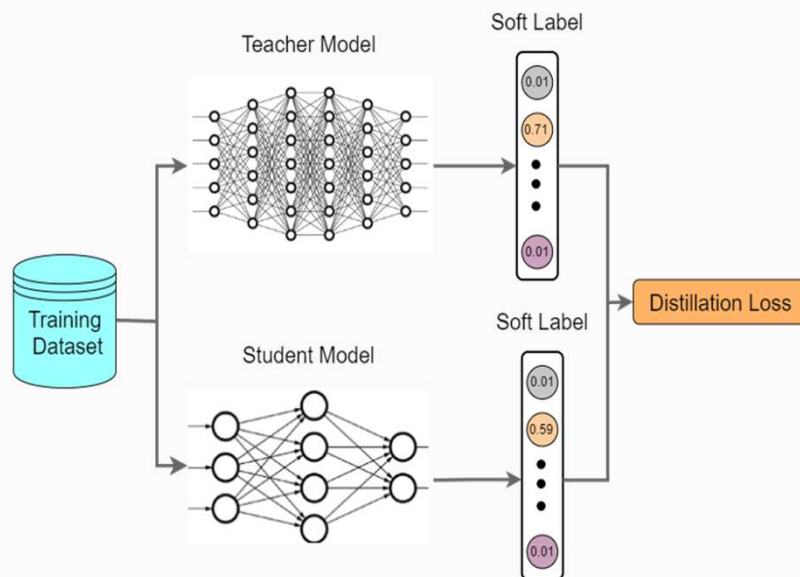 Soft Label
Teacher Model
0.01
0.71
0.01
Training
Dataset
Distillation Loss
Soft Label
Student Model
0.01
0.59
0.01